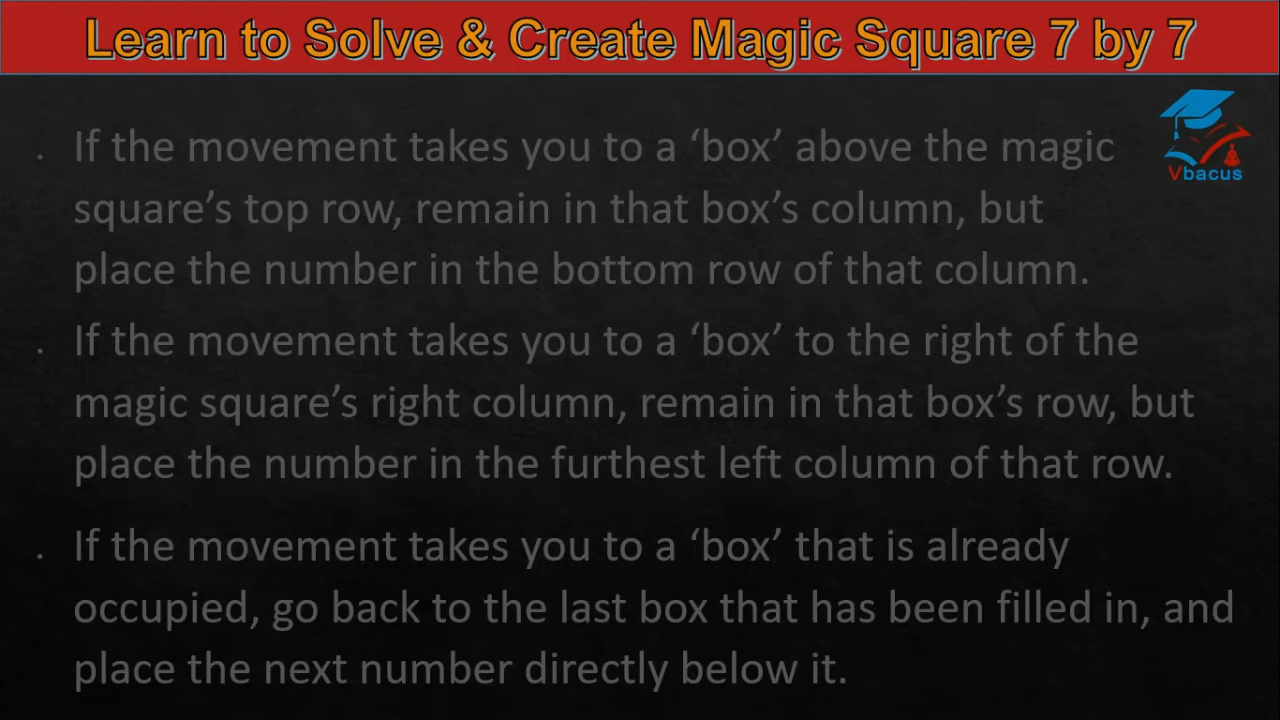 Learn to Solve & Create Magic Square 7 by 7
Vbacus
. If the movement takes you to a ‘box’ above the magic
square’s top row, remain in that box’s column, but
place the number in the bottom row of that column.
. If the movement takes you to a ‘box’ to the right of the
magic square’s right column, remain in that box’s row, but
place the number in the furthest left column of that row.
. If the movement takes you to a ‘box’ that is already
occupied, go back to the last box that has been filled in, and
place the next number directly below it.